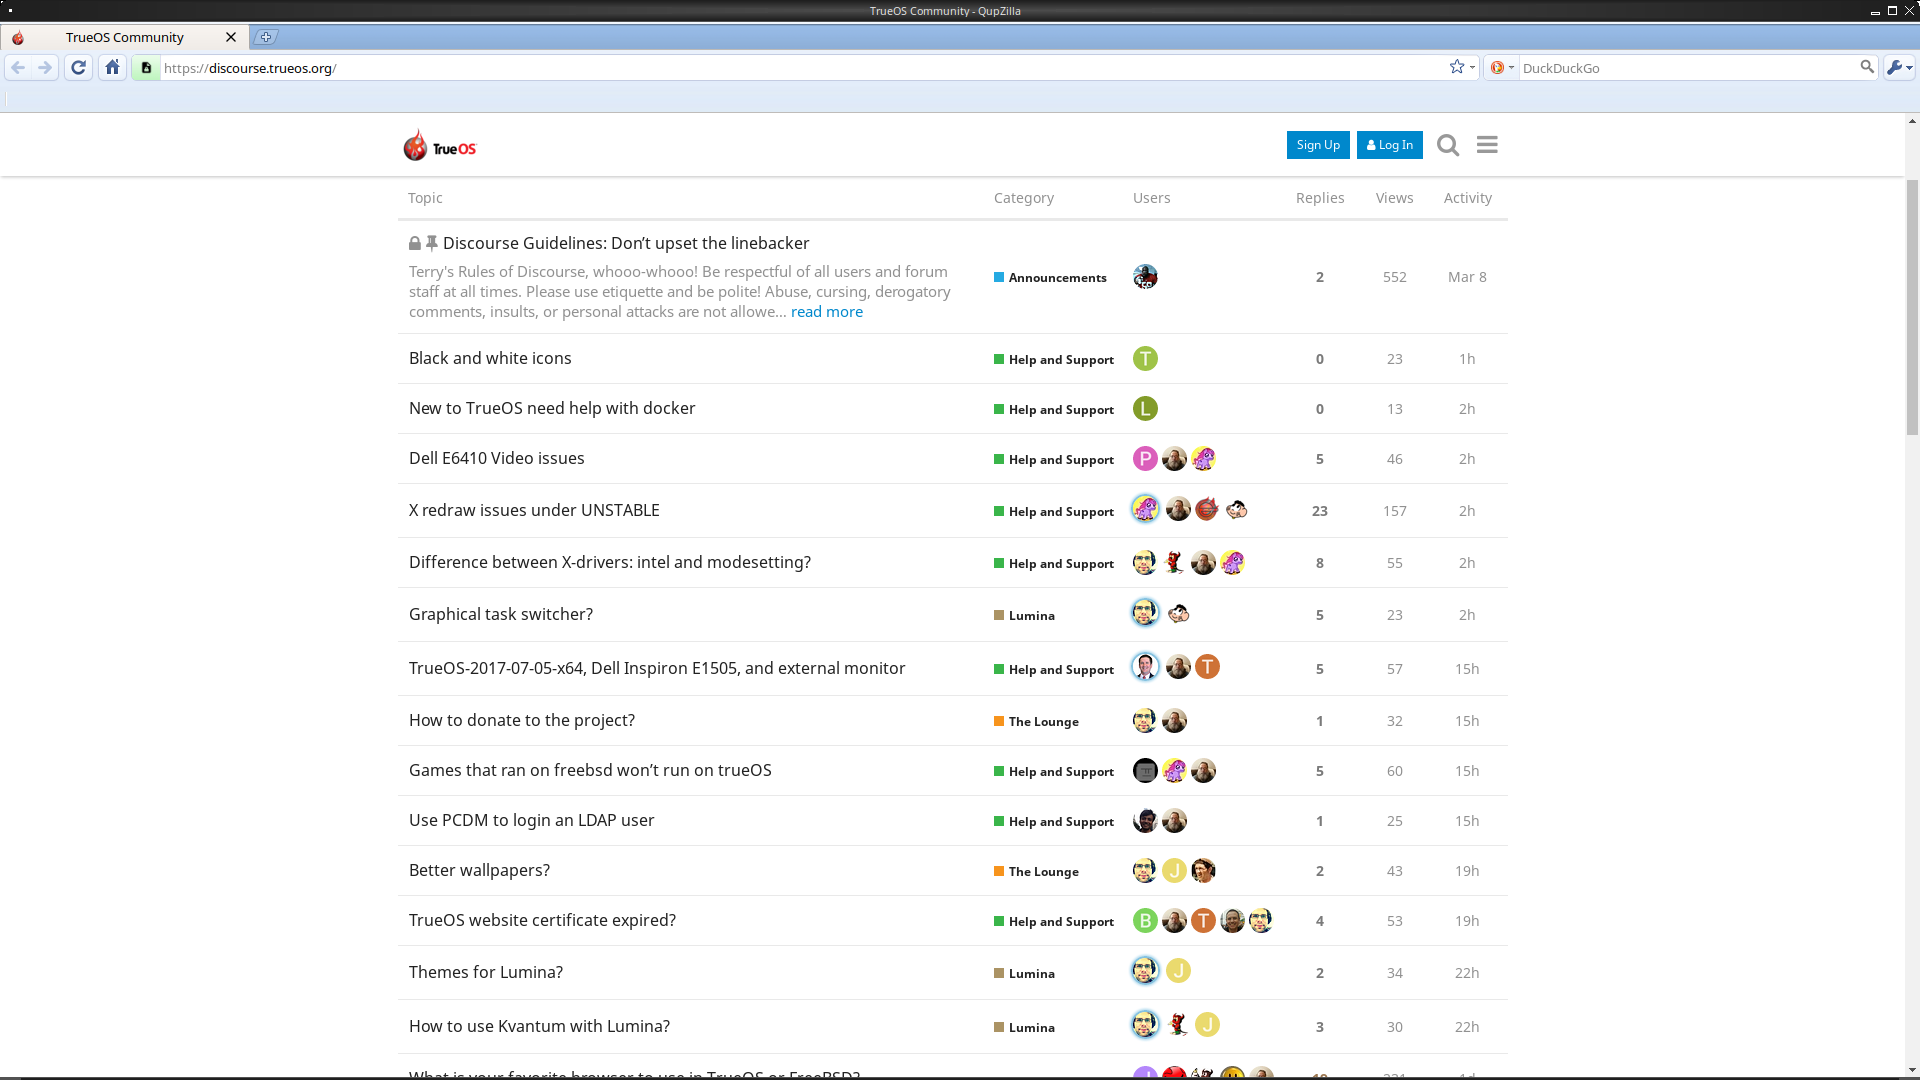 TrueOS Community - QupZilla
TrueOS Community
https://discourse.trueos.org/
DuckDuckGo
TrueOS
Sign Up
Log In
Topic Category Users Replies Views Activity
Discourse Guidelines: Don’t upset the linebacker
Terry's Rules of Discourse, whooo-whooo! Be respectful of all users and forum
staff at all times. Please use etiquette and be polite! Abuse, cursing, derogatory
comments, insults, or personal attacks are not allowe... read more
Announcements 2 552 Mar 8
Black and white icons Help and Support T 0 23 1h
New to TrueOS need help with docker Help and Support L 0 13 2h
Dell E6410 Video issues Help and Support P 5 46 2h
X redraw issues under UNSTABLE Help and Support 23 157 2h
Difference between X-drivers: intel and modesetting? Help and Support 8 55 2h
Graphical task switcher? Lumina 5 23 2h
TrueOS-2017-07-05-x64, Dell Inspiron E1505, and external monitor Help and Support T 5 57 15h
How to donate to the project? The Lounge 1 32 15h
Games that ran on freebsd won’t run on trueOS Help and Support 5 60 15h
Use PCDM to login an LDAP user Help and Support 1 25 15h
Better wallpapers? The Lounge J 2 43 19h
TrueOS website certificate expired? Help and Support B T 4 53 19h
Themes for Lumina? Lumina J 2 34 22h
How to use Kvantum with Lumina? Lumina J 3 30 22h
What is your favorite browser to use in TrueOS or FreeBSD?